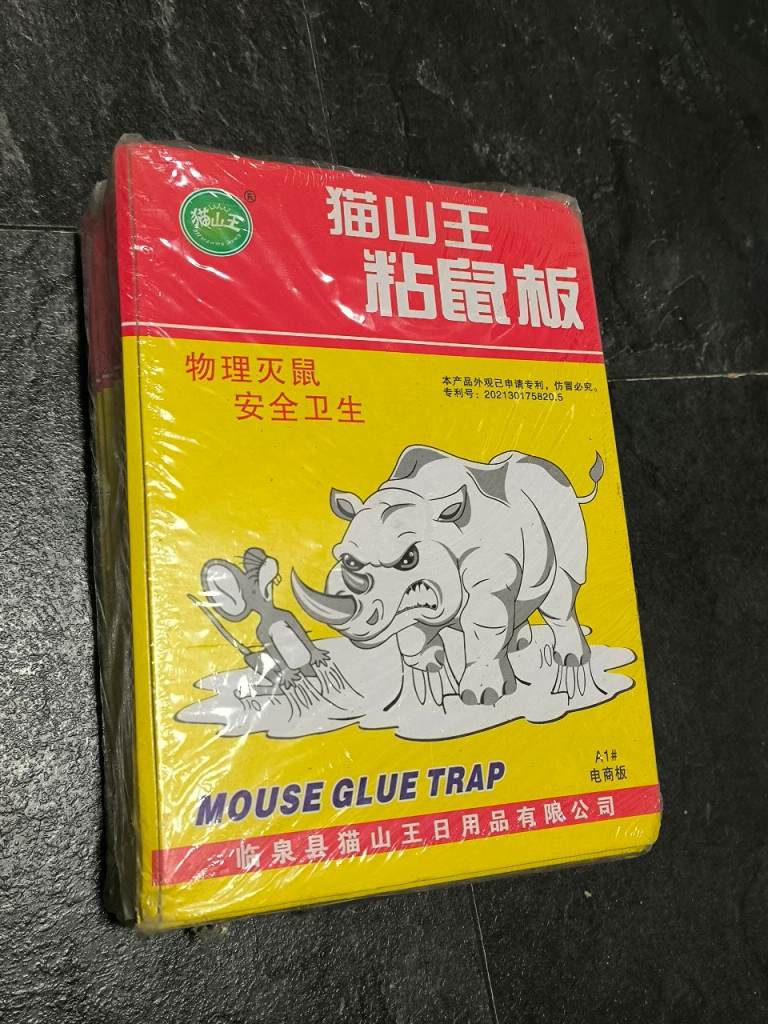 猫山王
®
猫山王
粘鼠板
物理灭鼠
安全卫生
本产品外观已申请专利，仿冒必究。
专利号：202130175820.5
MOUSE GLUE TRAP
A1#
电商板
临泉县猫山王日用品有限公司